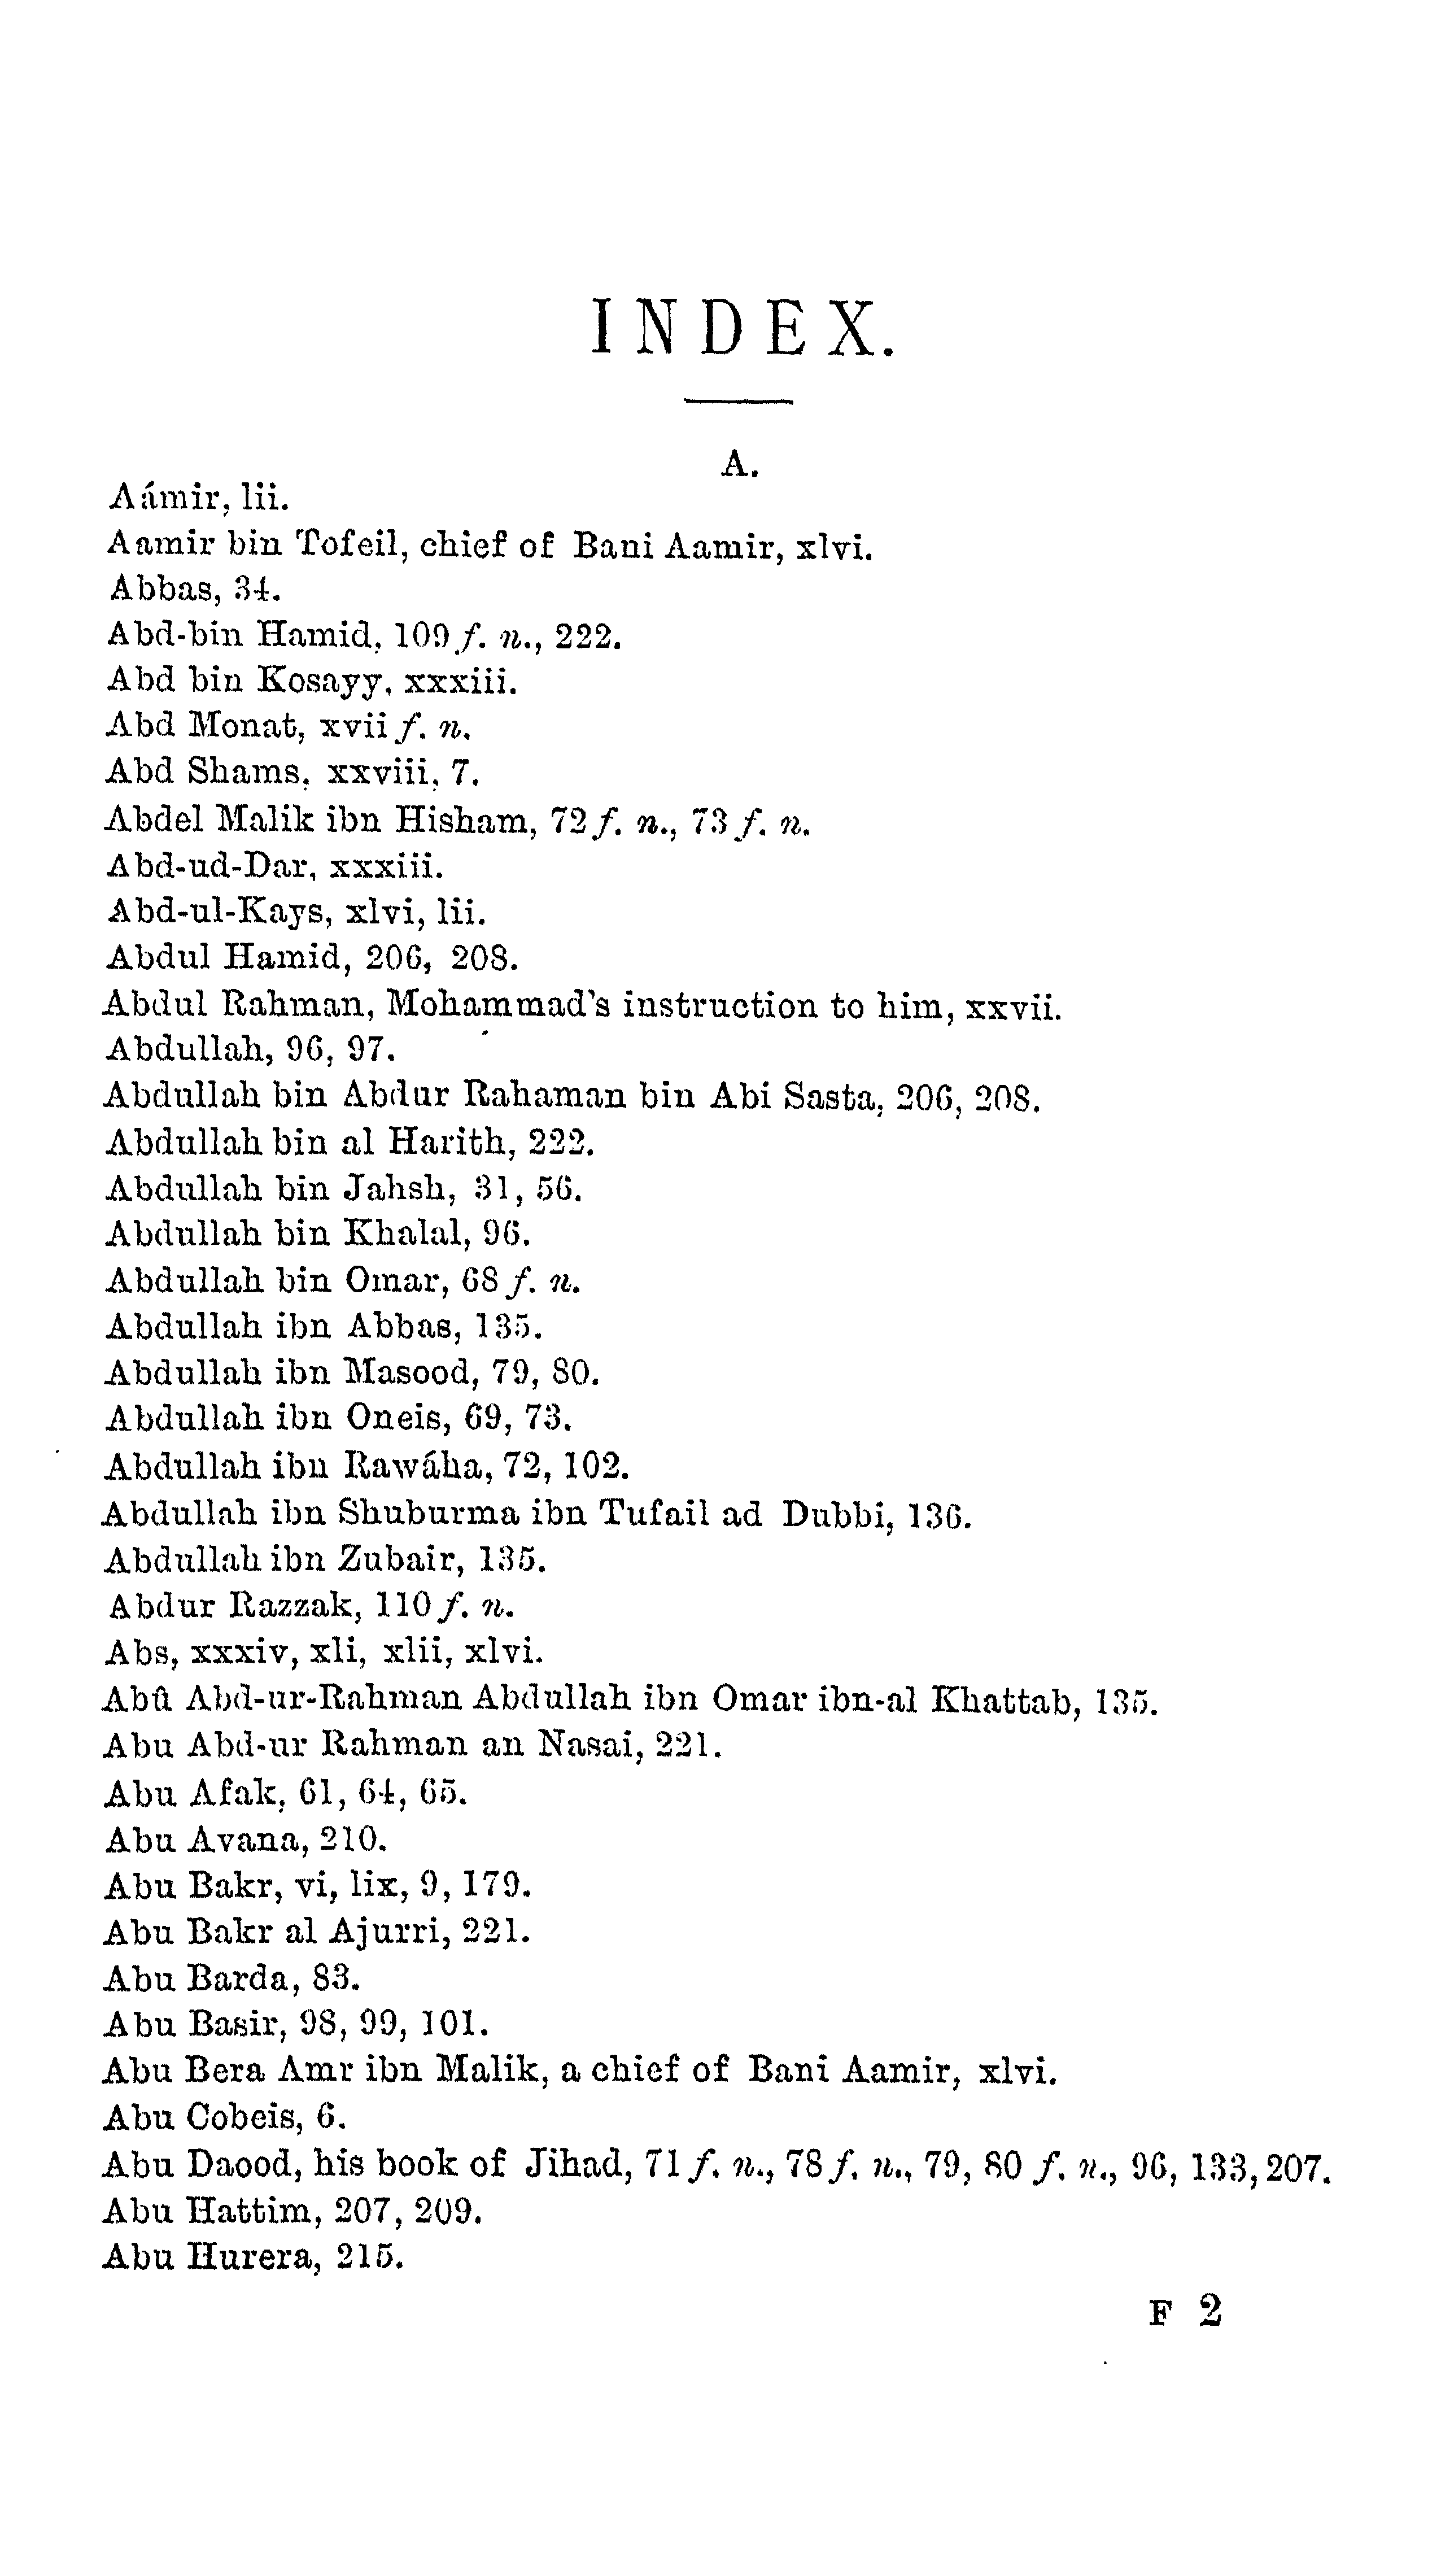 INDEX.
A.
Aámir, lii.
Aamir bin Tofeil, chief of Bani Aamir, xlvi.
Abbas, 34.
Abd-bin Hamid, 109 f. n., 222.
Abd bin Kosayy, xxxiii.
Abd Monat, xvii f. n.
Abd Shams, xxviii, 7.
Abdel Malik ibn Hisham, 72 f. n., 73 f. n.
Abd-ud-Dar, xxxiii.
Abd-ul-Kays, xlvi, lii.
Abdul Hamid, 206, 208.
Abdul Rahman, Mohammad's instruction to him, xxvii.
Abdullah, 96, 97.
Abdullah bin Abdur Rahaman bin Abi Sasta, 206, 208.
Abdullah bin al Harith, 222.
Abdullah bin Jahsh, 31, 56.
Abdullah bin Khalal, 96.
Abdullah bin Omar, 68 f. n.
Abdullah ibn Abbas, 135.
Abdullah ibn Masood, 79, 80.
Abdullah ibn Oneis, 69, 73.
Abdullah ibn Rawáha, 72, 102.
Abdullah ibn Shuburma ibn Tufail ad Dubbi, 136.
Abdullah ibn Zubair, 135.
Abdur Razzak, 110 f. n.
Abs, xxxiv, xli, xlii, xlvi.
Abû Abd-ur-Rahman Abdullah ibn Omar ibn-al Khattab, 135.
Abu Abd-ur Rahman an Nasai, 221.
Abu Afak, 61, 64, 65.
Abu Avana, 210.
Abu Bakr, vi, lix, 9, 179.
Abu Bakr al Ajurri, 221.
Abu Barda, 83.
Abu Basir, 98, 99, 101.
Abu Bera Amr ibn Malik, a chief of Bani Aamir, xlvi.
Abu Cobeis, 6.
Abu Daood, his book of Jihad, 71 f. n., 78 f. n., 79, 80 f. n., 96, 133, 207.
Abu Hattim, 207, 209.
Abu Hurera, 215.
F 2